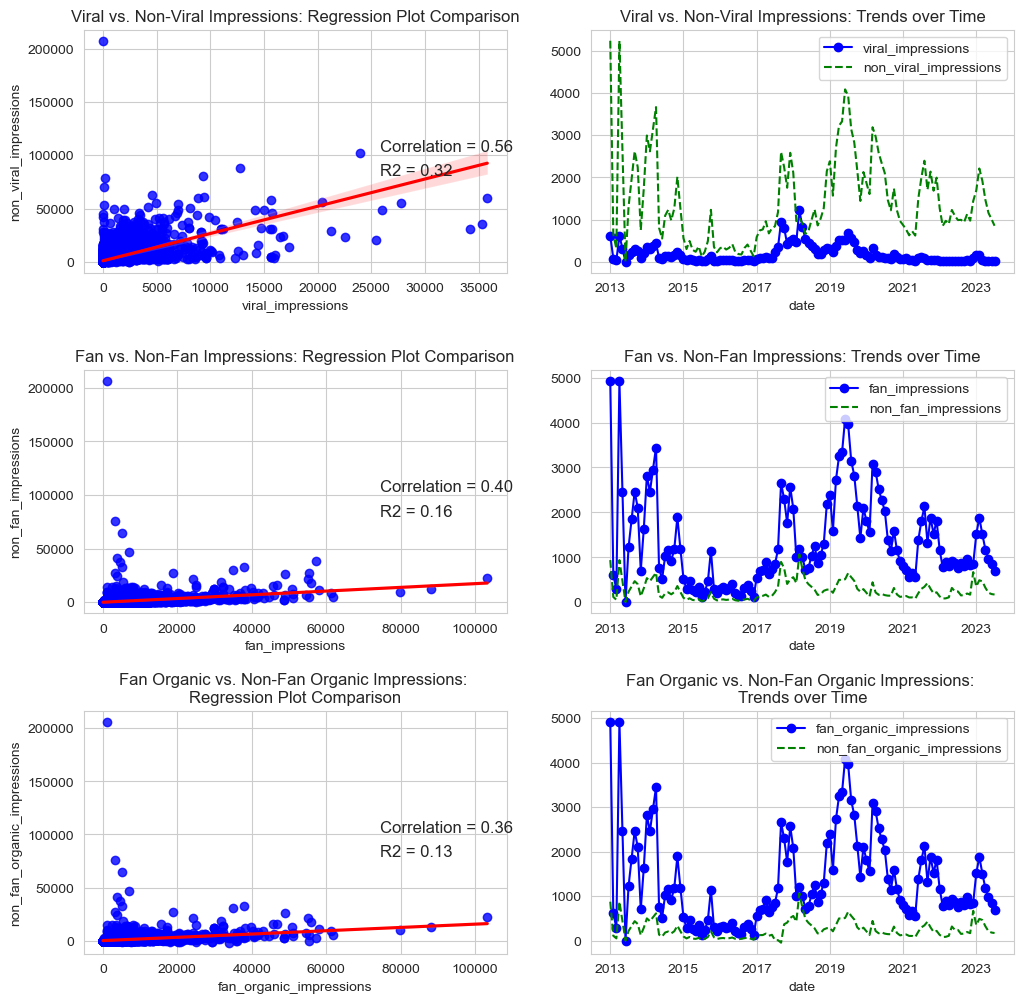 Viral vs. Non-Viral Impressions: Regression Plot Comparison
200000
150000
100000
50000
0
non_viral_impressions
Correlation = 0.56
R2 = 0.32
0 5000 10000 15000 20000 25000 30000 35000
viral_impressions
Viral vs. Non-Viral Impressions: Trends over Time
viral_impressions
non_viral_impressions
5000
4000
3000
2000
1000
0
2013 2015 2017 2019 2021 2023
date
Fan vs. Non-Fan Impressions: Regression Plot Comparison
200000
150000
100000
50000
0
non_fan_impressions
Correlation = 0.40
R2 = 0.16
0 20000 40000 60000 80000 100000
fan_impressions
Fan vs. Non-Fan Impressions: Trends over Time
fan_impressions
non_fan_impressions
5000
4000
3000
2000
1000
0
2013 2015 2017 2019 2021 2023
date
Fan Organic vs. Non-Fan Organic Impressions:
Regression Plot Comparison
200000
150000
100000
50000
0
non_fan_organic_impressions
Correlation = 0.36
R2 = 0.13
0 20000 40000 60000 80000 100000
fan_organic_impressions
Fan Organic vs. Non-Fan Organic Impressions:
Trends over Time
fan_organic_impressions
non_fan_organic_impressions
5000
4000
3000
2000
1000
0
2013 2015 2017 2019 2021 2023
date